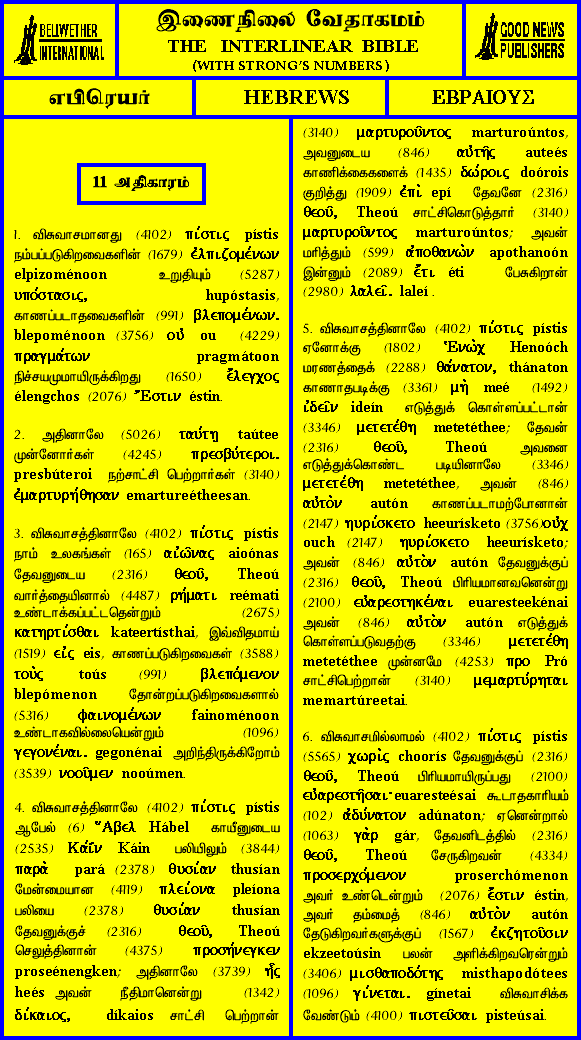 BELLWETHER
INTERNATIONAL
இணைநிலை வேதாகமம்
THE INTERLINEAR BIBLE
(WITH STRONG'S NUMBERS)
GOOD NEWS
PUBLISHERS
எபிரெயர்
HEBREWS
ΕΒΡΑΙΟΥΣ
11 அதிகாரம்
1. விசுவாசமானது (4102) πίστις pístis
நம்பப்படுகிறவைகளின் (1679) ἐλπιζομένων
elpizoménoon உறுதியும் (5287)
υπόστασις, hupóstasis,
காணப்படாதவைகளின் (991) βλεπομένων.
blepoménoon (3756) οὐ ou (4229)
πραγμάτων pragmátoon
நிச்சயமுமாயிருக்கிறது (1650) ἔλεγχος
élengchos (2076) Ἔστιν éstin.
2. அதினாலே (5026) ταύτῃ taútee
முன்னோர்கள் (4245) πρεσβύτεροι.
presbúteroi நற்சாட்சி பெற்றார்கள் (3140)
ἐμαρτυρήθησαν emartureétheesan.
3. விசுவாசத்தினாலே (4102) πίστις pístis
நாம் உலகங்கள் (165) αἰῶνας aioónas
தேவனுடைய (2316) θεοῦ, Theoú
வார்த்தையினால் (4487) ρήματι reémati
உண்டாக்கப்பட்டதென்றும் (2675)
κατηρτίσθαι kateertísthai, இவ்விதமாய்
(1519) εἰς eis, காணப்படுகிறவைகள் (3588)
τοὺς toús (991) βλεπόμενον
blepómenon தோன்றப்படுகிறவைகளால்
(5316) φαινομένων fainoménoon
உண்டாகவில்லையென்றும் (1096)
γεγονέναι. gegonénai அறிந்திருக்கிறோம்
(3539) νοοῦμεν nooúmen.
4. விசுவாசத்தினாலே (4102) πίστις pístis
ஆபேல் (6) Ἅβελ Hábel காயீனுடைய
(2535) Κάϊν Káin பலியிலும் (3844)
παρὰ pará (2378) θυσίαν thusían
மேன்மையான (4119) πλείονα pleíona
பலியை (2378) θυσίαν thusían
தேவனுக்குச் (2316) θεοῦ, Theoú
செலுத்தினான் (4375) προσήνεγκεν
proseénengken; அதினாலே (3739) ἧς
heés அவன் நீதிமானென்று (1342)
δίκαιος, díkaios சாட்சி பெற்றான்
(3140) μαρτυροῦντος marturoúntos,
அவனுடைய (846) αὐτῆς auteés
காணிக்கைகளைக் (1435) δώροις doórois
குறித்து (1909) ἐπὶ epí தேவனே (2316)
θεοῦ, Theoú சாட்சிகொடுத்தார் (3140)
μαρτυροῦντος marturoúntos; அவன்
மரித்தும் (599) ἀποθανὼν apothanoón
இன்னும் (2089) ἔτι éti பேசுகிறான்
(2980) λαλεῖ. laleí .
5. விசுவாசத்தினாலே (4102) πίστις pístis
ஏனோக்கு (1802) Ἑνὼχ Henoóch
மரணத்தைக் (2288) θάνατον, thánaton
காணாதபடிக்கு (3361) μὴ meé (1492)
ἰδεῖν ideín எடுத்துக் கொள்ளப்பட்டான்
(3346) μετετέθη metetéthee; தேவன்
(2316) θεοῦ, Theoú அவனை
எடுத்துக்கொண்ட படியினாலே (3346)
μετετέθη metetéthee, அவன் (846)
αὐτὸν autón காணப்படாமற்போனான்
(2147) ηυρίσκετο heeurísketo (3756)οὐχ
ouch (2147) ηυρίσκετο heeurísketo;
அவன் (846) αὐτὸν autón தேவனுக்குப்
(2316) θεοῦ, Theoú பிரியமானவனென்று
(2100) εὐαρεστηκέναι euaresteekénai
அவன் (846) αὐτὸν autón எடுத்துக்
கொள்ளப்படுவதற்கு (3346) μετετέθη
metetéthee முன்னமே (4253) προ Pró
சாட்சிபெற்றான் (3140) μεμαρτύρηται
memartúreetai.
6. விசுவாசமில்லாமல் (4102) πίστις pístis
(5565) χωρὶς choorís தேவனுக்குப் (2316)
θεοῦ, Theoú பிரியமாயிருப்பது (2100)
εὐαρεστῆσαι· euaresteésai கூடாதகாரியம்
(102) ἀδύνατον adúnaton; ஏனென்றால்
(1063) γὰρ gár, தேவனிடத்தில் (2316)
θεοῦ, Theoú சேருகிறவன் (4334)
προσερχόμενον proserchómenon
அவர் உண்டென்றும் (2076) ἔστιν éstin,
அவர் தம்மைத் (846) αὐτὸν autón
தேடுகிறவர்களுக்குப் (1567) ἐκζητοῦσιν
ekzeetoúsin பலன் அளிக்கிறவரென்றும்
(3406) μισθαποδότης misthapodótees
(1096) γίνεται. gínetai விசுவாசிக்க
வேண்டும் (4100) πιστεῦσαι pisteúsai.